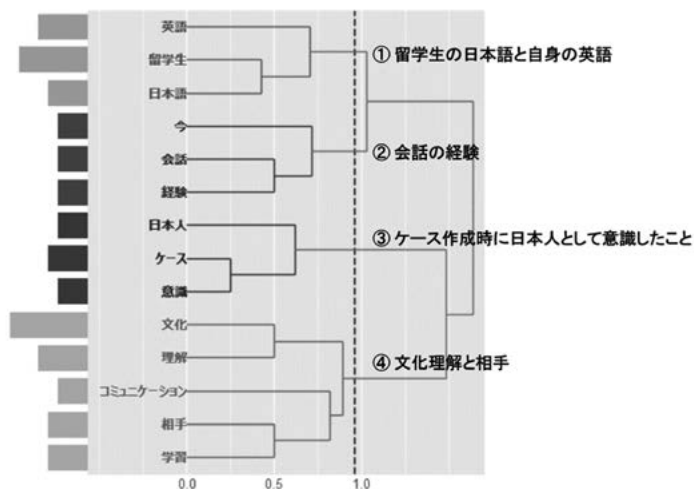 英語
① 留学生の日本語と自身の英語
留学生
日本語
今
② 会話の経験
会話
経験
日本人
③ ケース作成時に日本人として意識したこと
ケース
意識
文化
理解
④ 文化理解と相手
コミュニケーション
相手
学習
0.0 0.5 1.0